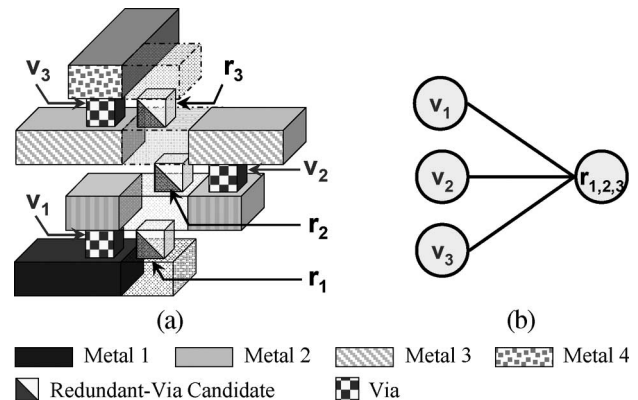 v3
r3
v2
v1
r2
r1
(a)
v1
v2
v3
r1,2,3
(b)
Metal 1
Metal 2
Metal 3
Metal 4
Redundant-Via Candidate
Via